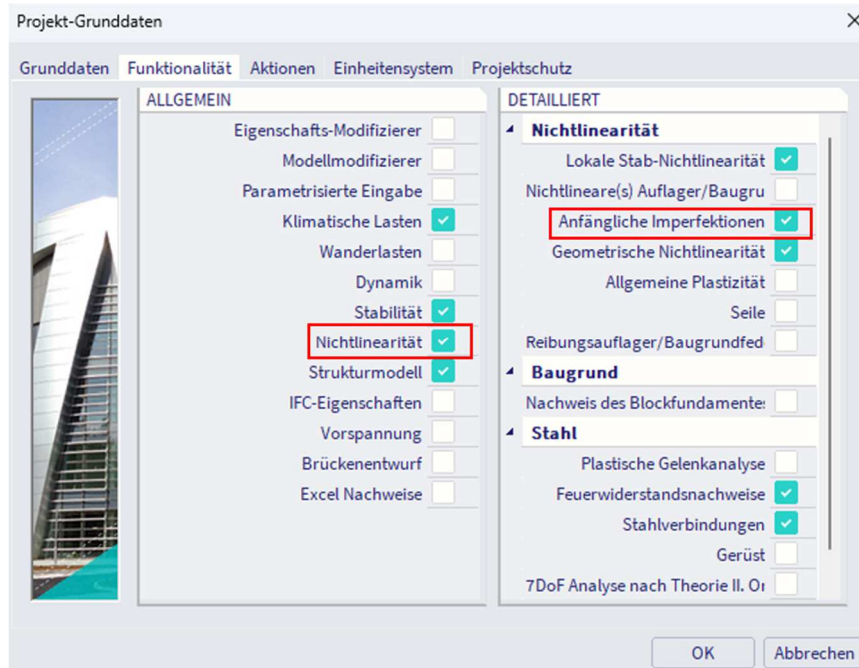 Projekt-Grunddaten
Grunddaten Funktionalität Aktionen Einheitensystem Projektschutz
ALLGEMEIN
Eigenschafts-Modifizierer
Modellmodifizierer
Parametrisierte Eingabe
Klimatische Lasten
Wanderlasten
Dynamik
Stabilität
Nichtlinearität
Strukturmodell
IFC-Eigenschaften
Vorspannung
Brückenentwurf
Excel Nachweise
DETAILLIERT
Nichtlinearität
Lokale Stab-Nichtlinearität
Nichtlineare(s) Auflager/Baugru
Anfängliche Imperfektionen
Geometrische Nichtlinearität
Allgemeine Plastizität
Seile
Reibungsauflager/Baugrundfed
Baugrund
Nachweis des Blockfundamentes
Stahl
Plastische Gelenkanalyse
Feuerwiderstandsnachweise
Stahlverbindungen
Gerüst
7DoF Analyse nach Theorie II. Or
OK Abbrechen